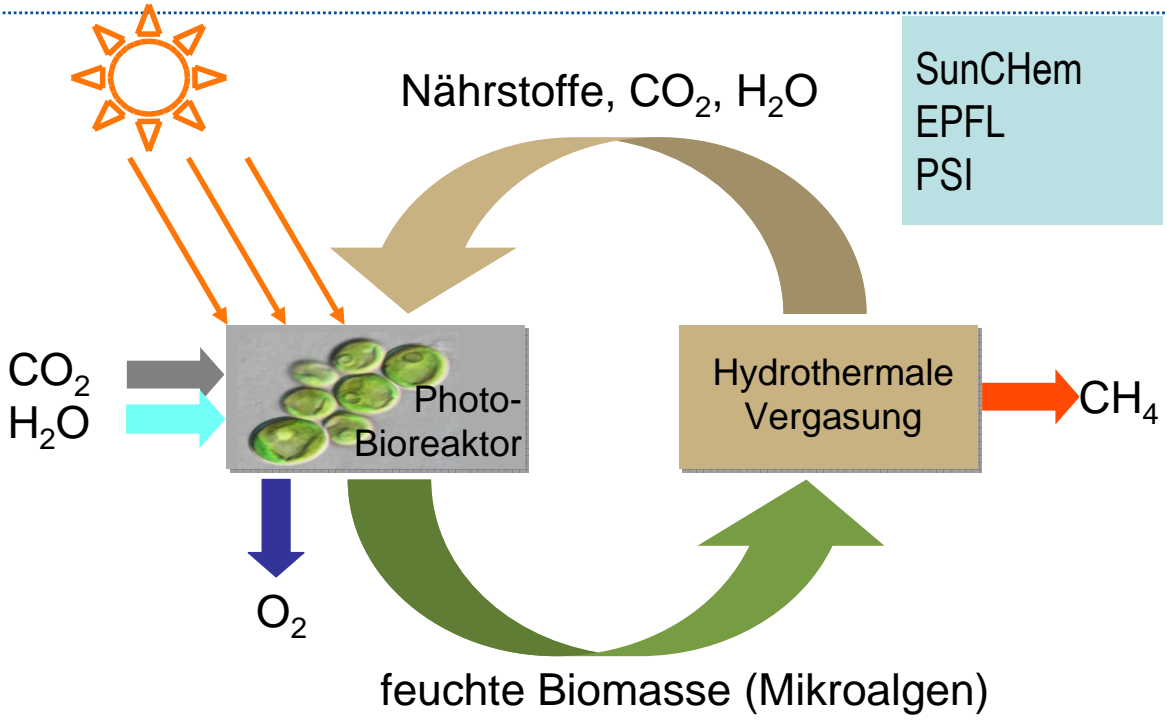 SunCHem
EPFL
PSI
Nährstoffe, CO₂, H₂O
CO₂
H₂O
Photo-
Bioreaktor
Hydrothermale
Vergasung
CH₄
O₂
feuchte Biomasse (Mikroalgen)